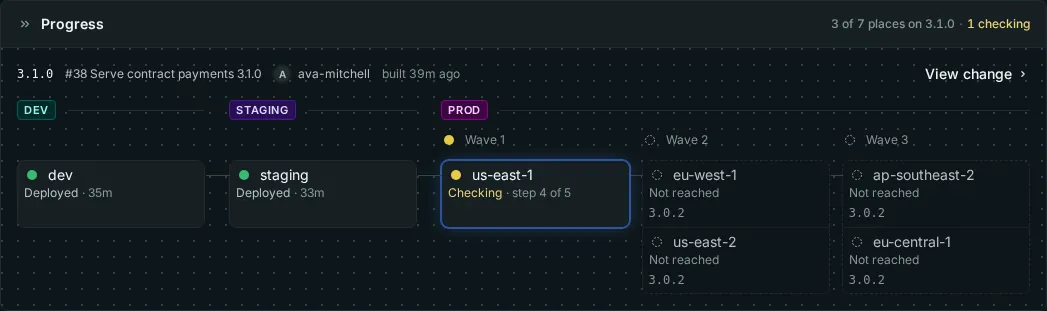 » Progress
3 of 7 places on 3.1.0 · 1 checking
3.1.0 #38 Serve contract payments 3.1.0 A ava-mitchell built 39m ago
View change ›
DEV
STAGING
PROD
Wave 1
Wave 2
Wave 3
dev
Deployed · 35m
staging
Deployed · 33m
us-east-1
Checking · step 4 of 5
eu-west-1
Not reached
3.0.2
us-east-2
Not reached
3.0.2
ap-southeast-2
Not reached
3.0.2
eu-central-1
Not reached
3.0.2